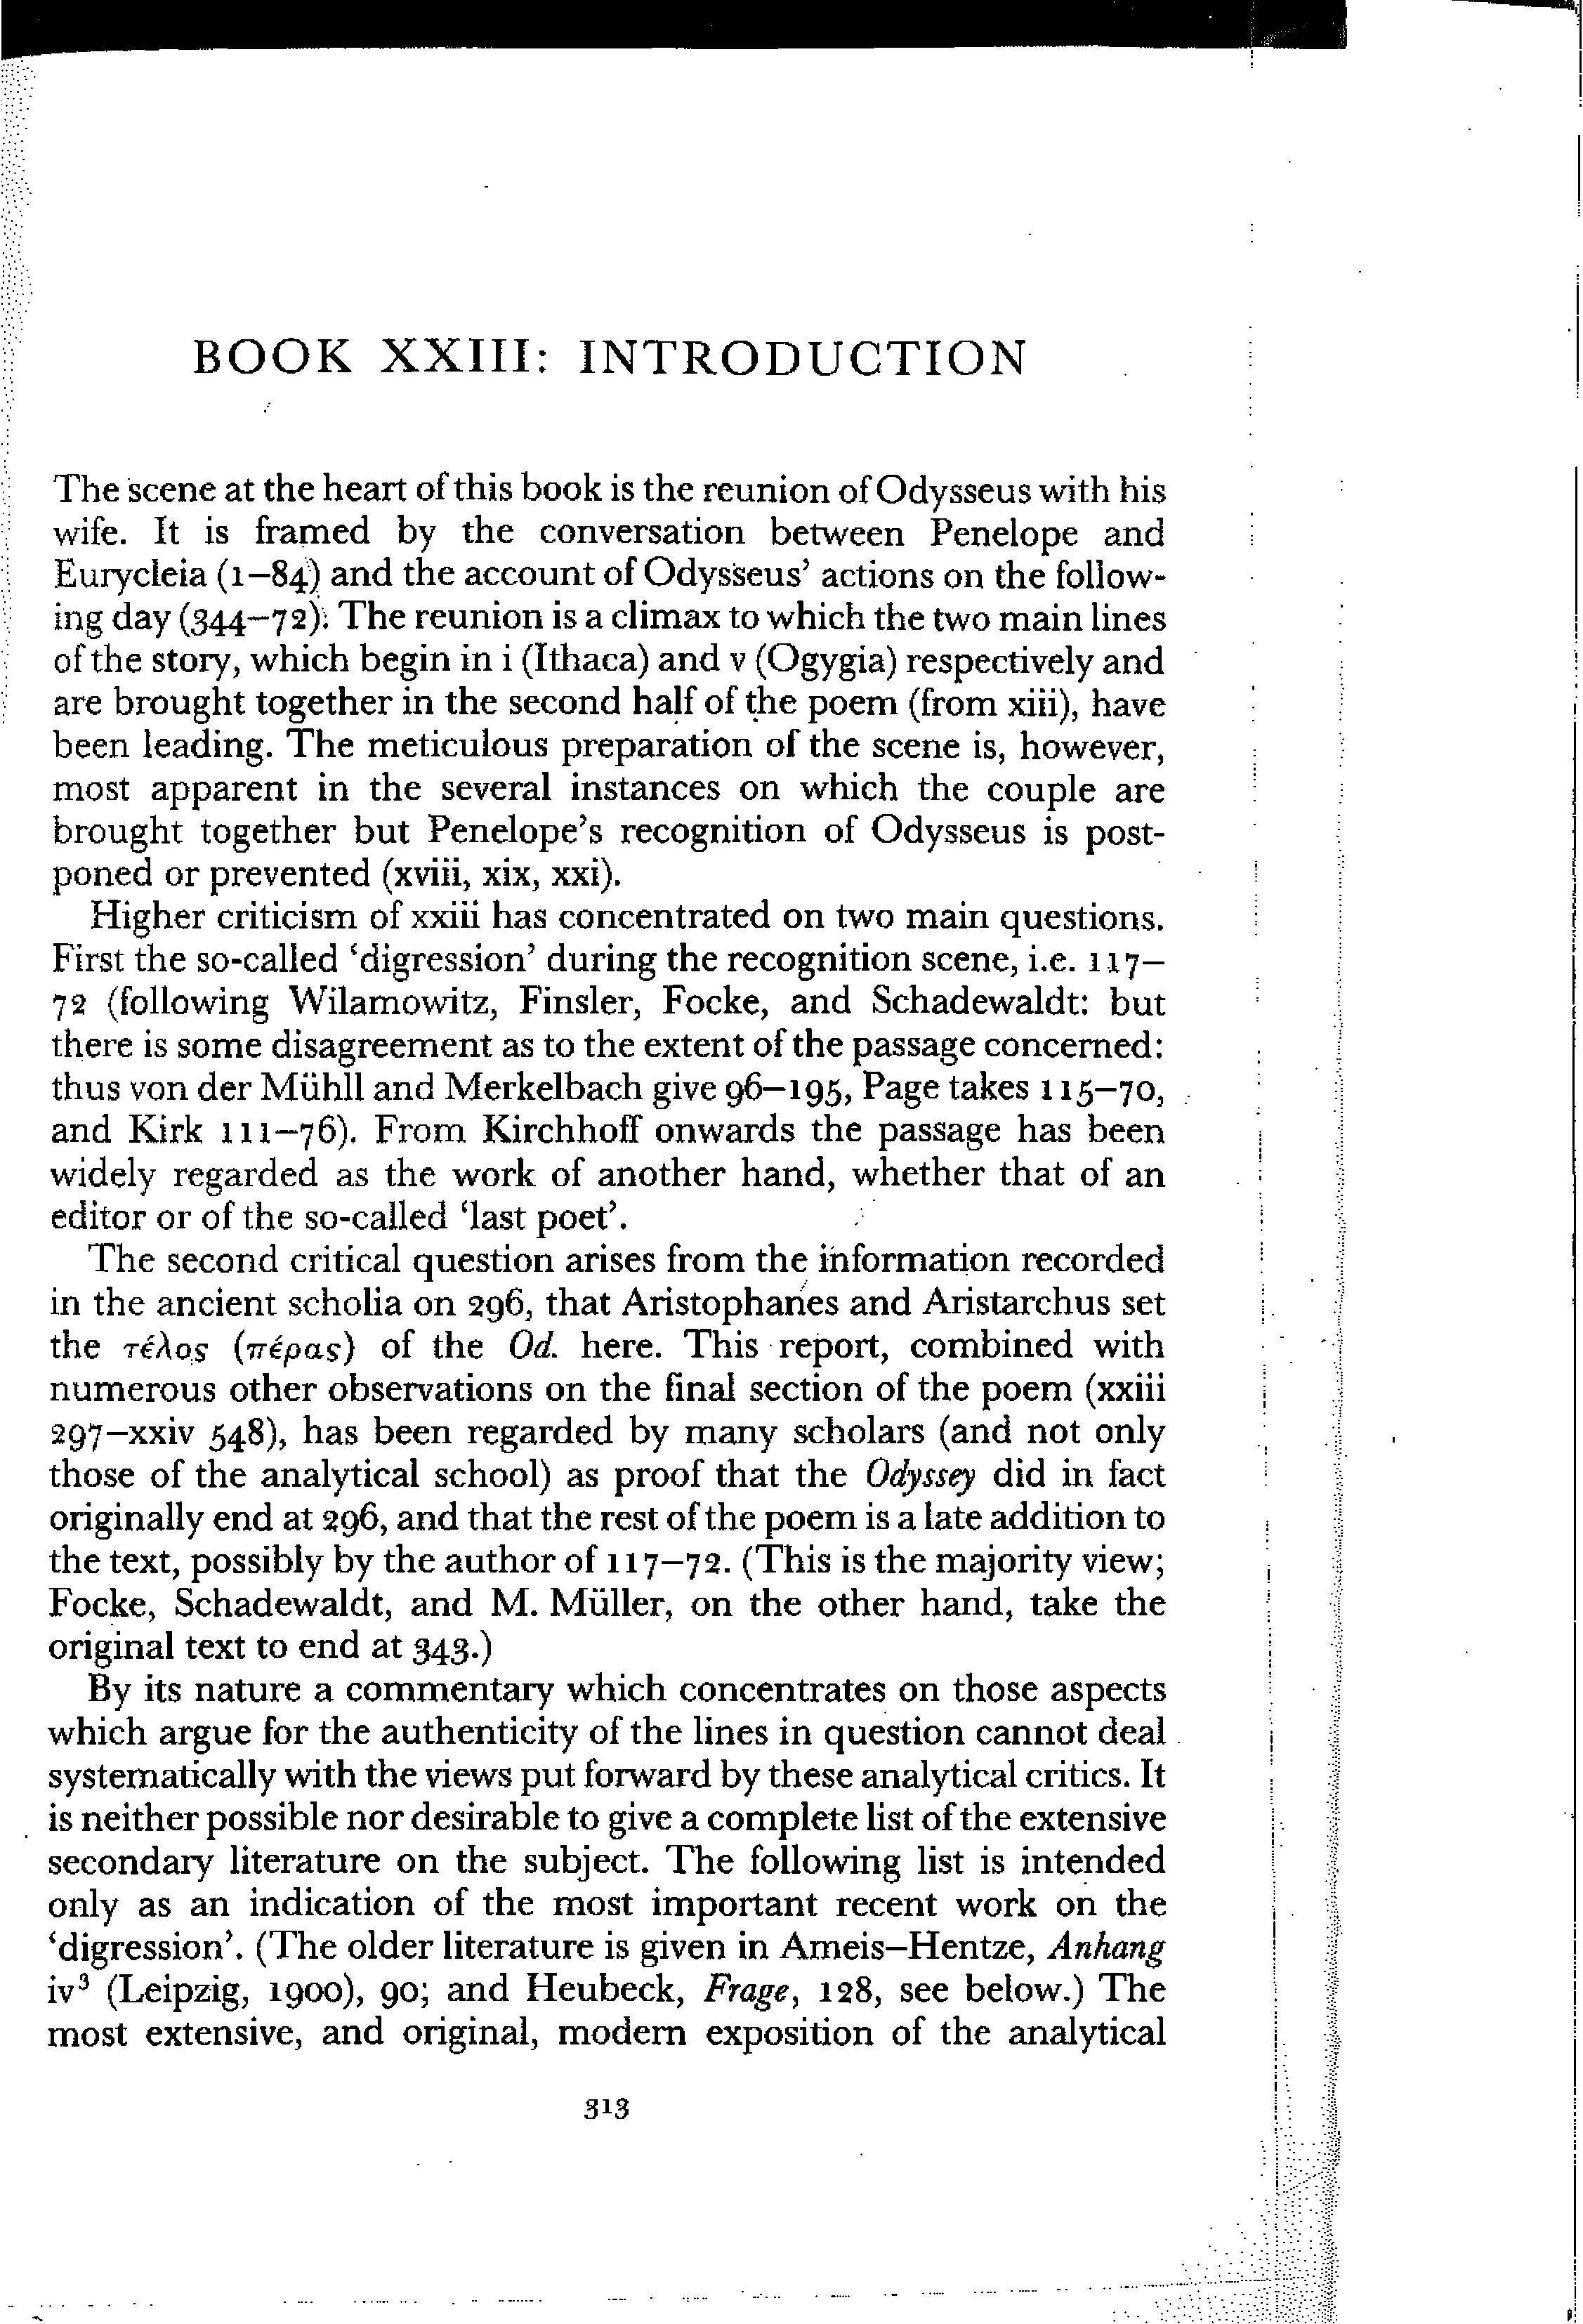 BOOK XXIII: INTRODUCTION
The scene at the heart of this book is the reunion of Odysseus with his
wife. It is framed by the conversation between Penelope and
Eurycleia (1–84) and the account of Odysseus’ actions on the follow-
ing day (344–72). The reunion is a climax to which the two main lines
of the story, which begin in i (Ithaca) and v (Ogygia) respectively and
are brought together in the second half of the poem (from xiii), have
been leading. The meticulous preparation of the scene is, however,
most apparent in the several instances on which the couple are
brought together but Penelope’s recognition of Odysseus is post-
poned or prevented (xviii, xix, xxi).
Higher criticism of xxiii has concentrated on two main questions.
First the so-called ‘digression’ during the recognition scene, i.e. 117–
72 (following Wilamowitz, Finsler, Focke, and Schadewaldt: but
there is some disagreement as to the extent of the passage concerned:
thus von der Mühll and Merkelbach give 96–195, Page takes 115–70,
and Kirk 111–76). From Kirchhoff onwards the passage has been
widely regarded as the work of another hand, whether that of an
editor or of the so-called ‘last poet’.
The second critical question arises from the information recorded
in the ancient scholia on 296, that Aristophanes and Aristarchus set
the τέλος (πέρας) of the Od. here. This report, combined with
numerous other observations on the final section of the poem (xxiii
297–xxiv 548), has been regarded by many scholars (and not only
those of the analytical school) as proof that the Odyssey did in fact
originally end at 296, and that the rest of the poem is a late addition to
the text, possibly by the author of 117–72. (This is the majority view;
Focke, Schadewaldt, and M. Müller, on the other hand, take the
original text to end at 343.)
By its nature a commentary which concentrates on those aspects
which argue for the authenticity of the lines in question cannot deal
systematically with the views put forward by these analytical critics. It
is neither possible nor desirable to give a complete list of the extensive
secondary literature on the subject. The following list is intended
only as an indication of the most important recent work on the
‘digression’. (The older literature is given in Ameis–Hentze, Anhang
iv³ (Leipzig, 1900), 90; and Heubeck, Frage, 128, see below.) The
most extensive, and original, modern exposition of the analytical
313